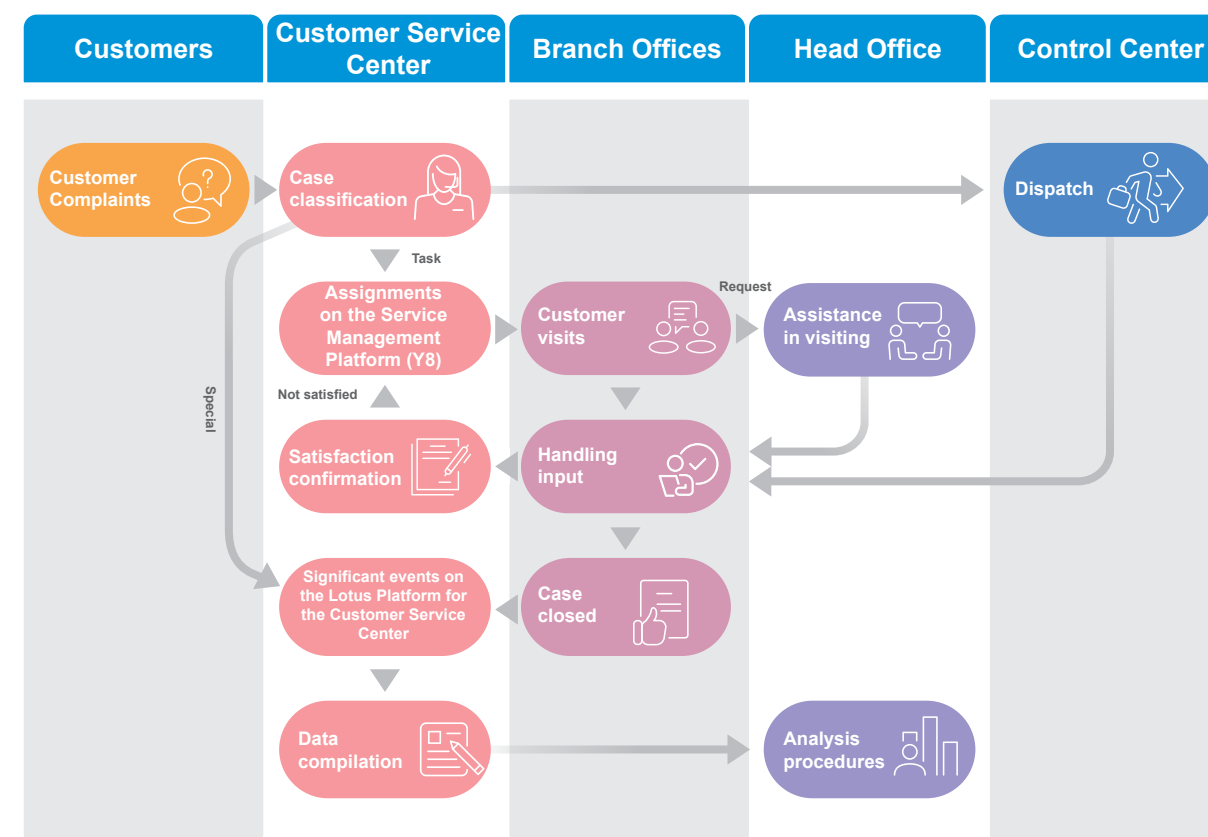 Customers
Customer Service
Center
Branch Offices
Head Office
Control Center
Customer
Complaints
?
Case
classification
Dispatch
Task
Assignments
on the Service
Management
Platform (Y8)
Customer
visits
Request
Assistance
in visiting
Special
Not satisfied
Satisfaction
confirmation
Handling
input
Significant events on
the Lotus Platform for
the Customer Service
Center
Case
closed
Data
compilation
Analysis
procedures